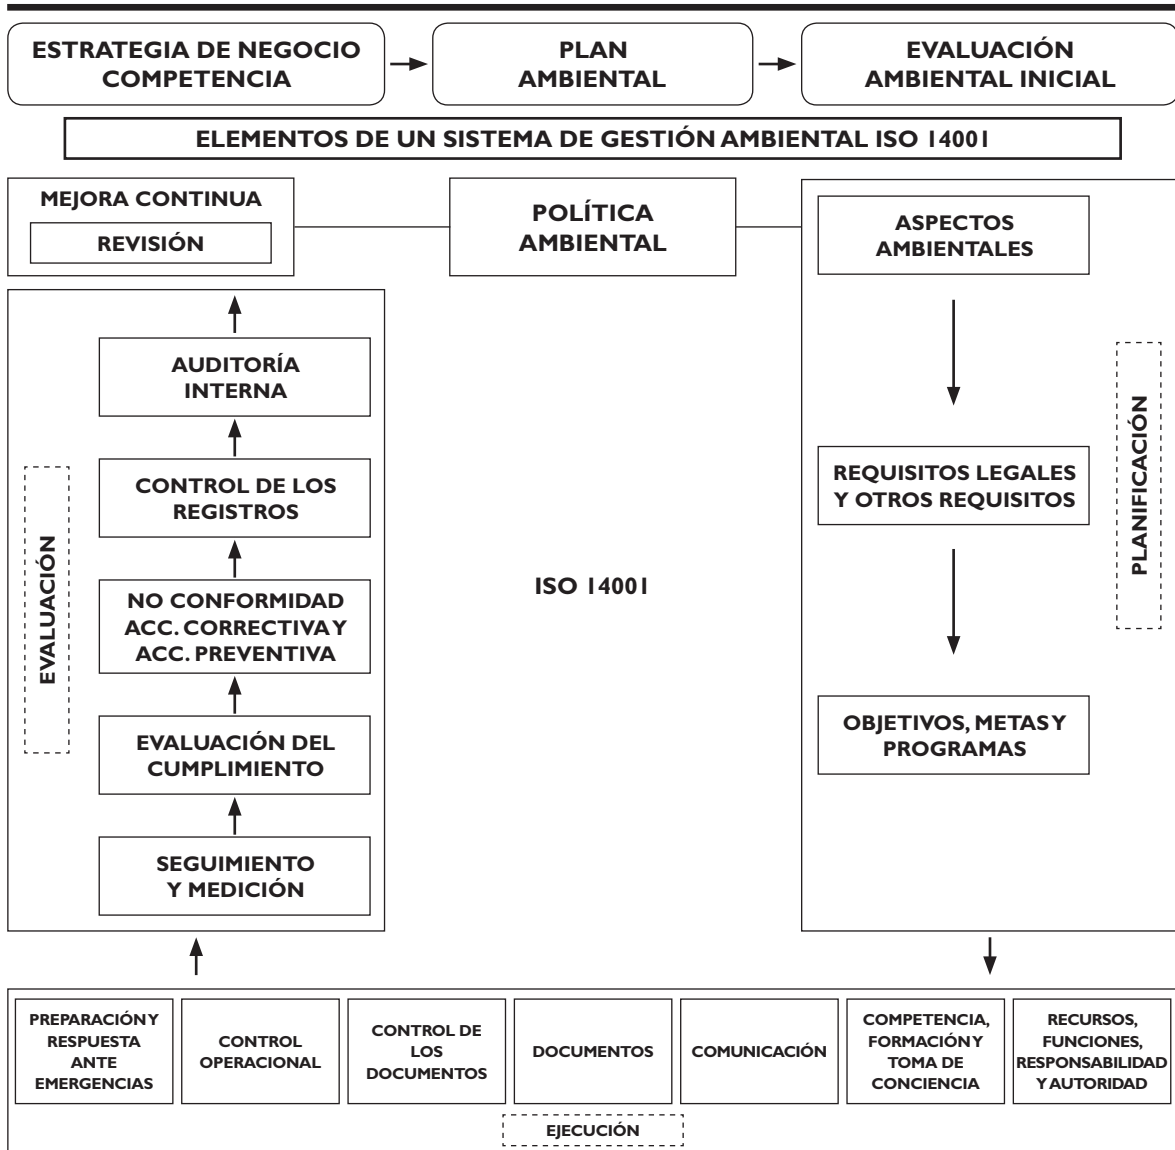 ESTRATEGIA DE NEGOCIO
COMPETENCIA
PLAN
AMBIENTAL
EVALUACIÓN
AMBIENTAL INICIAL
ELEMENTOS DE UN SISTEMA DE GESTIÓN AMBIENTAL ISO 14001
MEJORA CONTINUA
REVISIÓN
POLÍTICA
AMBIENTAL
ASPECTOS
AMBIENTALES
AUDITORÍA
INTERNA
CONTROL DE LOS
REGISTROS
NO CONFORMIDAD
ACC. CORRECTIVA Y
ACC. PREVENTIVA
EVALUACIÓN DEL
CUMPLIMIENTO
SEGUIMIENTO
Y MEDICIÓN
EVALUACIÓN
ISO 14001
REQUISITOS LEGALES
Y OTROS REQUISITOS
OBJETIVOS, METAS Y
PROGRAMAS
PLANIFICACIÓN
PREPARACIÓN Y
RESPUESTA
ANTE
EMERGENCIAS
CONTROL
OPERACIONAL
CONTROL DE
LOS
DOCUMENTOS
DOCUMENTOS
COMUNICACIÓN
COMPETENCIA,
FORMACIÓN Y
TOMA DE
CONCIENCIA
RECURSOS,
FUNCIONES,
RESPONSABILIDAD
Y AUTORIDAD
EJECUCIÓN